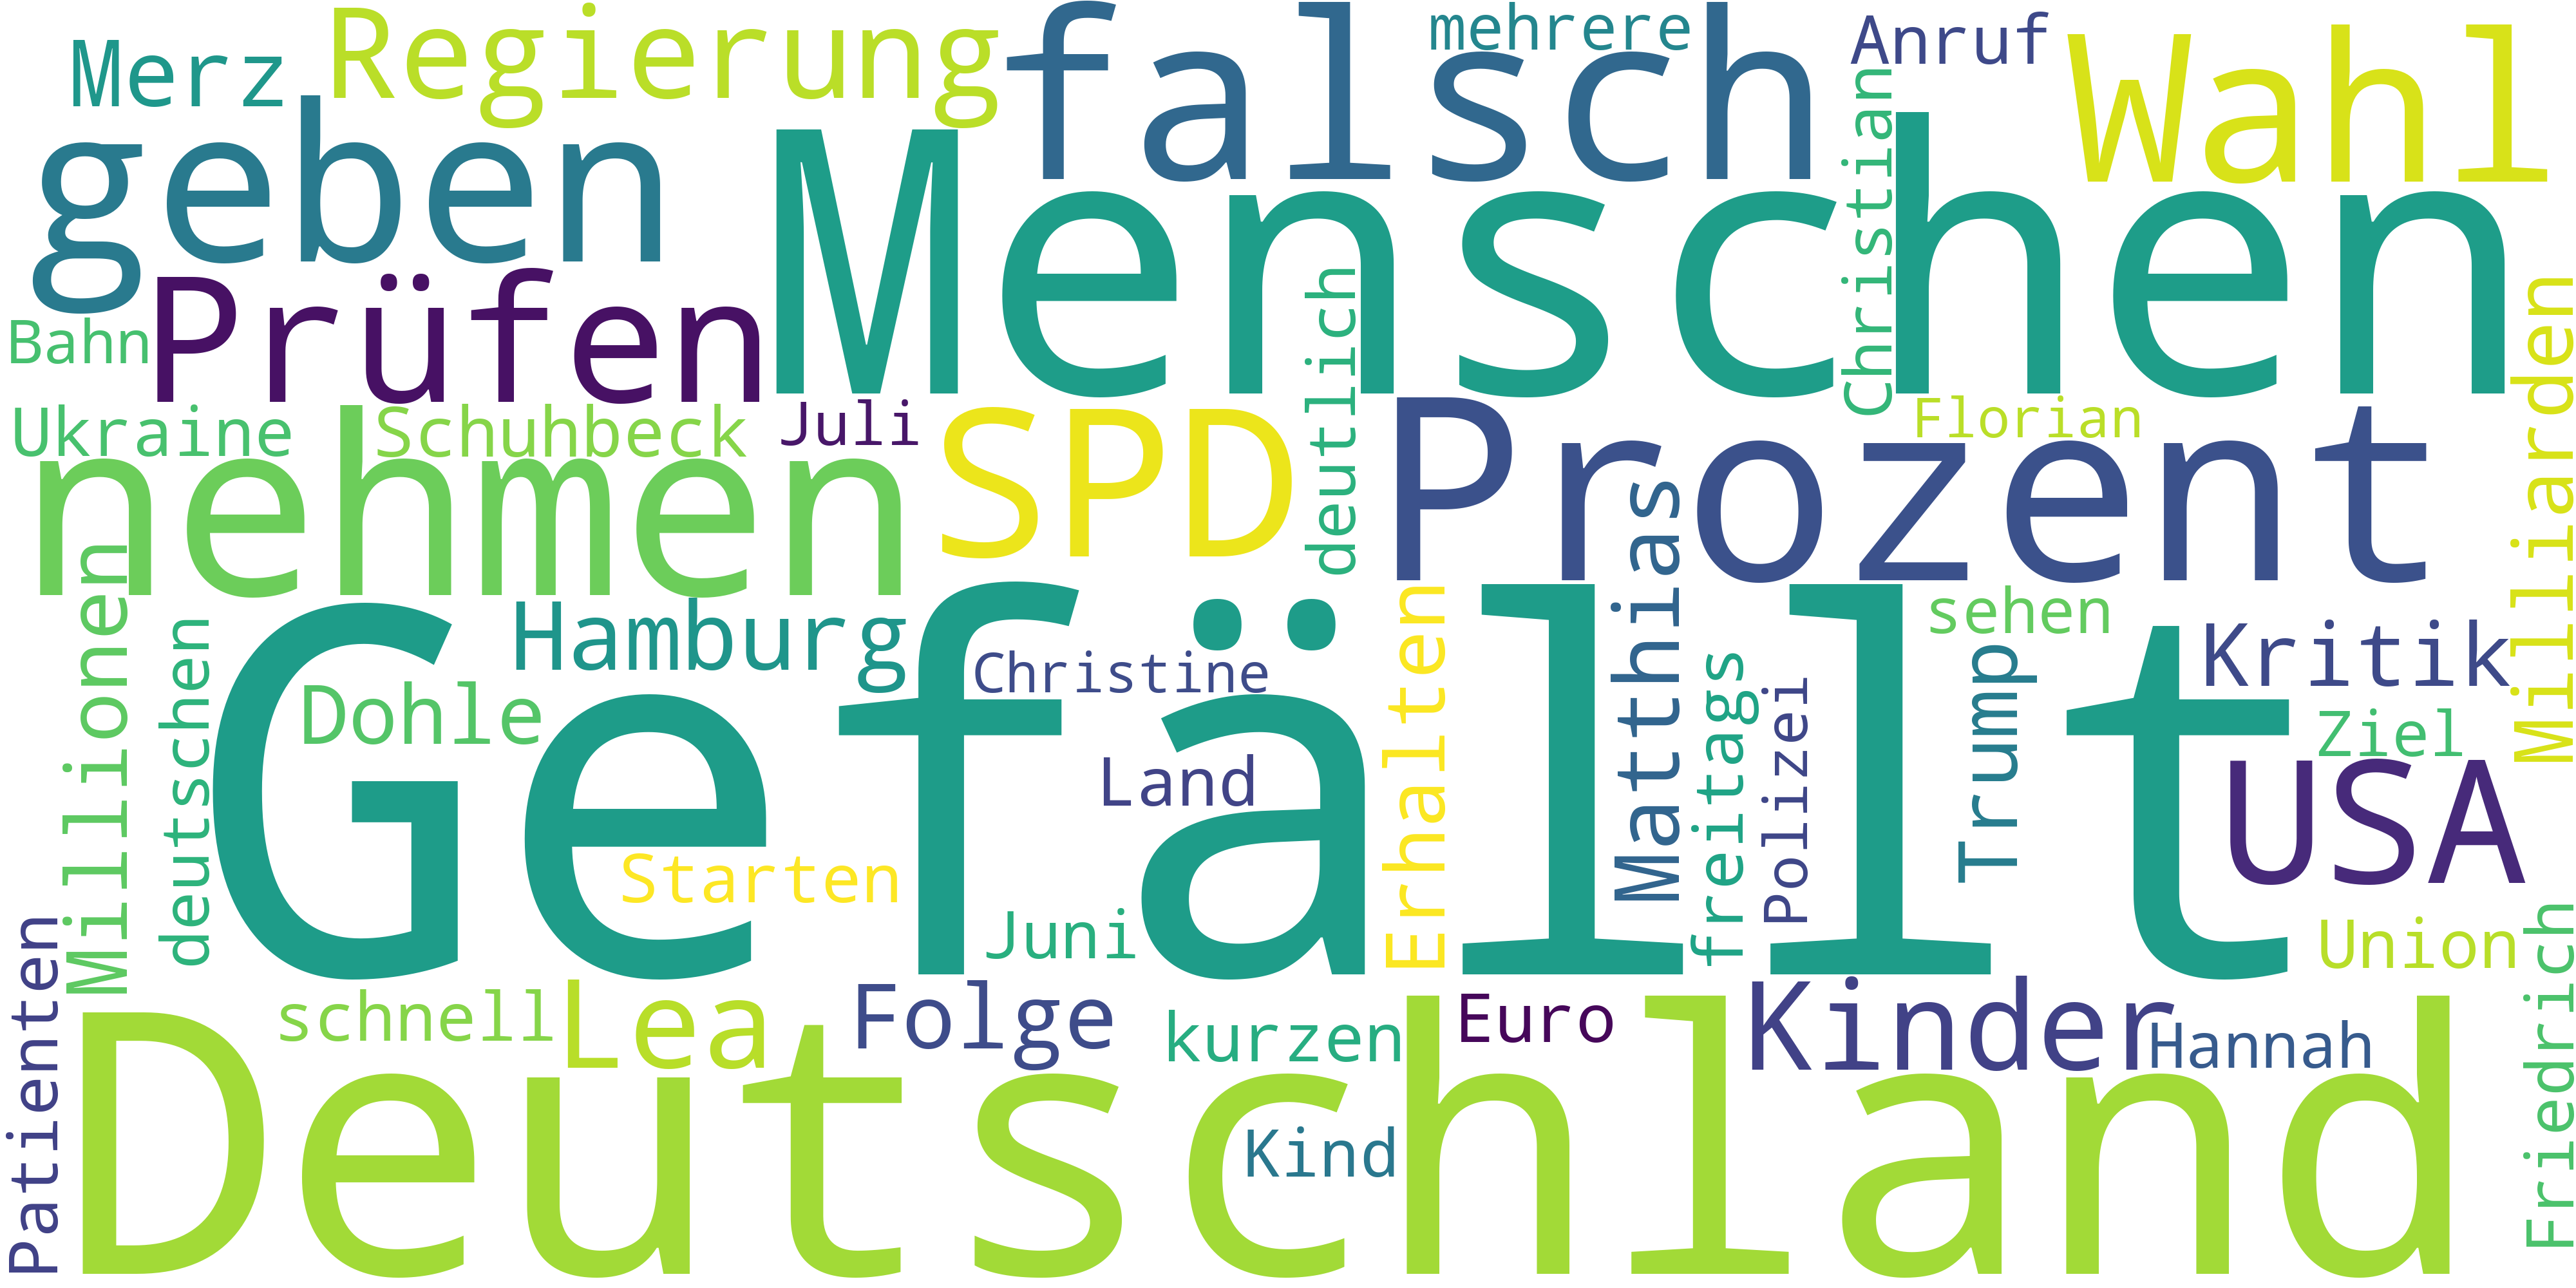 Merz
Regierung
falsch
mehrere
Anruf
Wahl
geben
Menschen
Christian
Prüfen
Bahn
deutlich
Milliarden
Ukraine
Schuhbeck
Juli
SPD
Prozent
Florian
nehmen
Matthias
Millionen
deutschen
Hamburg
Gefällt
Christine
Erhalten
sehen
Kritik
Dohle
Land
freitags
Polizei
Trump
Ziel
USA
Starten
Juni
Union
Patienten
Friedrich
schnell
Lea
Folge
kurzen
Euro
Kinder
Hannah
Deutschland
Kind